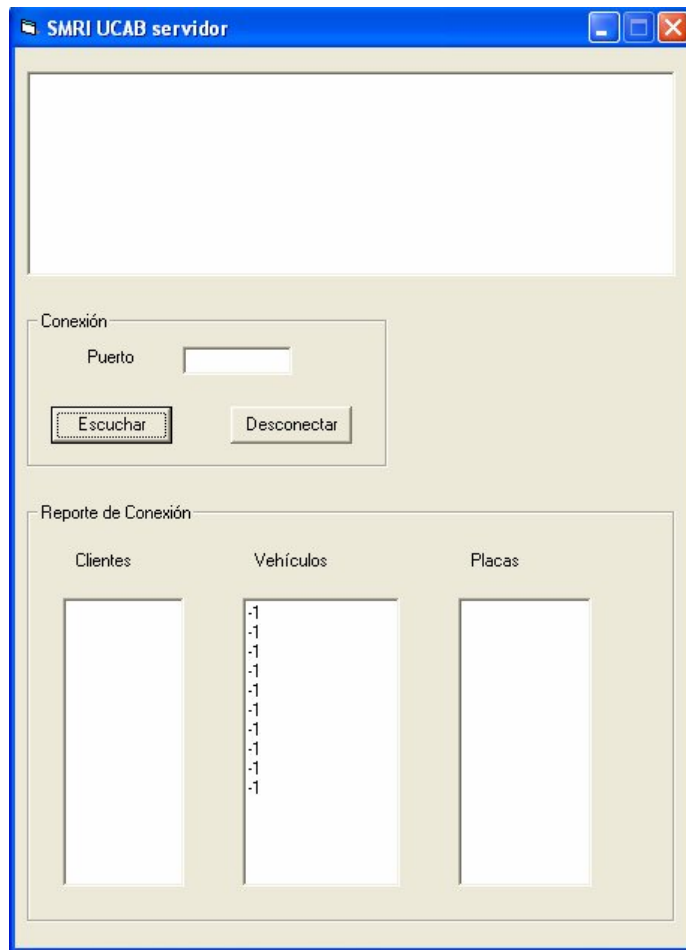 SMRI UCAB servidor
Conexión
Puerto
Escuchar Desconectar
Reporte de Conexión
Clientes Vehículos Placas
-1
-1
-1
-1
-1
-1
-1
-1
-1
-1